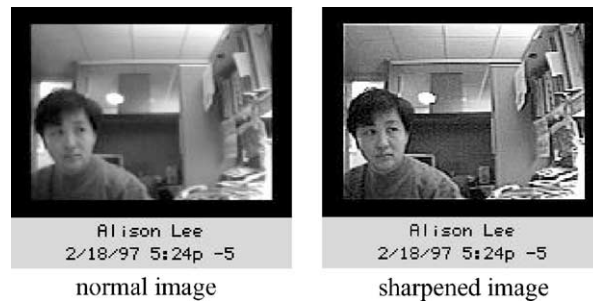 Alison Lee
2/18/97 5:24p -5
normal image
Alison Lee
2/18/97 5:24p -5
sharpened image